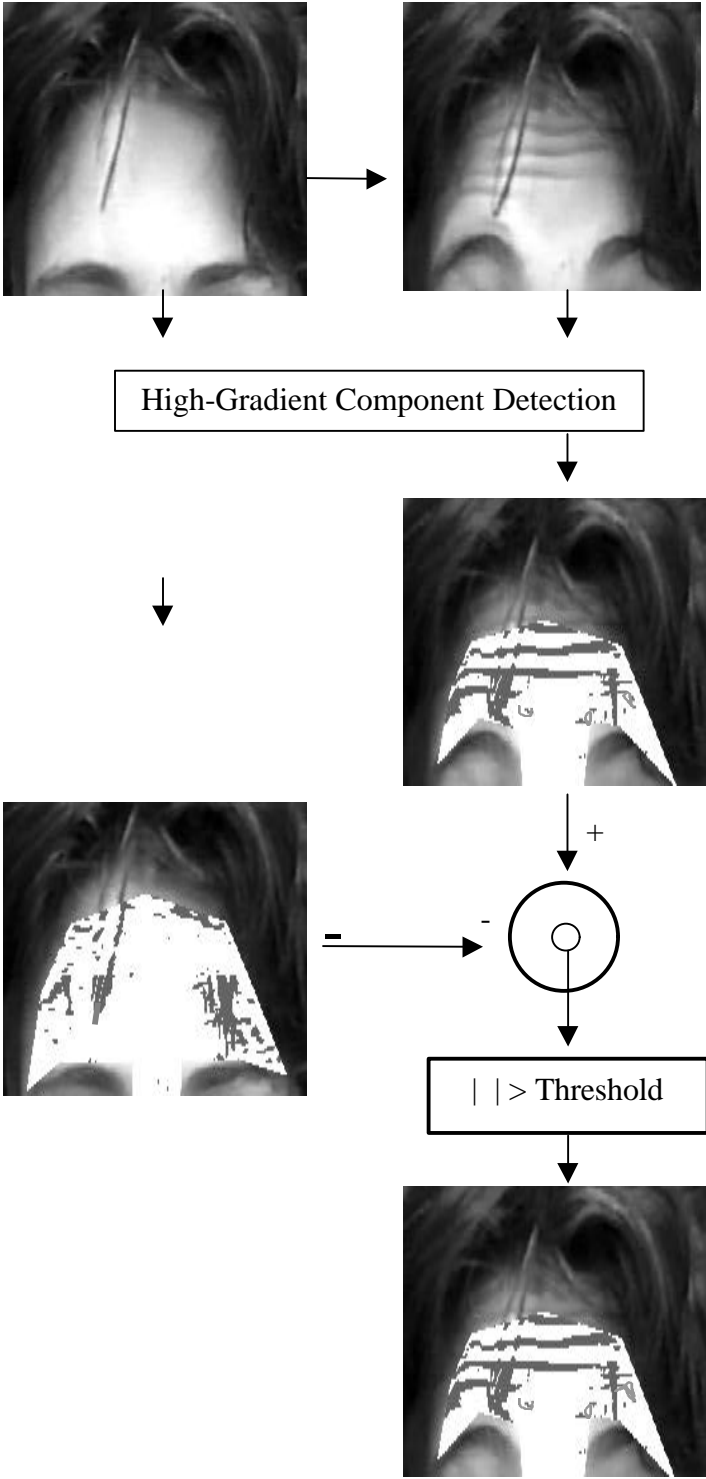 High-Gradient Component Detection
+
-
-
| | > Threshold